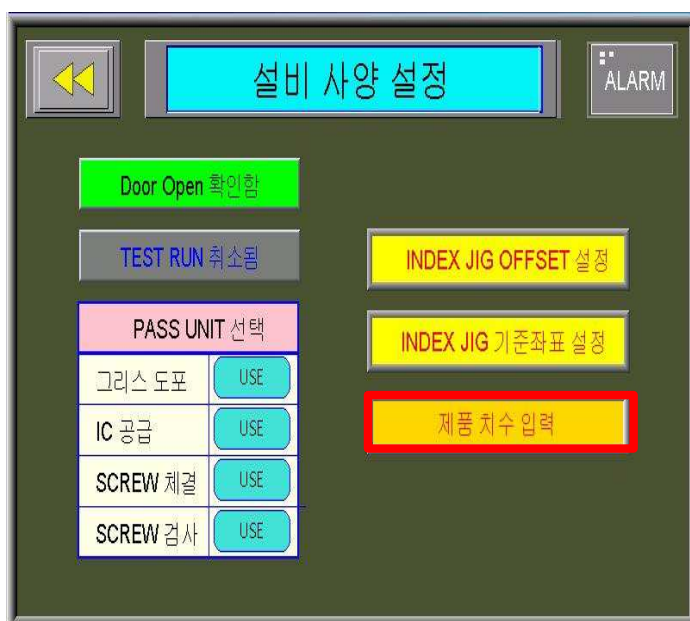 설비 사양 설정
ALARM
Door Open 확인함
TEST RUN 취소됨
PASS UNIT 선택
그리스 도포 USE
IC 공급 USE
SCREW 체결 USE
SCREW 검사 USE
INDEX JIG OFFSET 설정
INDEX JIG 기준좌표 설정
제품 치수 입력